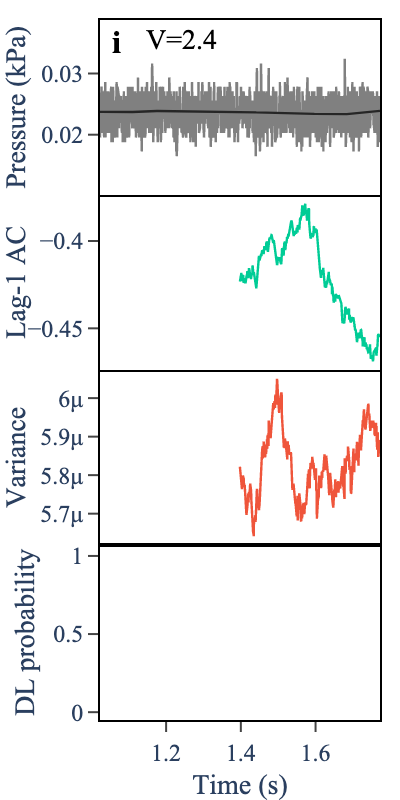 i V=2.4
Pressure (kPa)
0.03
0.02
Lag-1 AC
−0.4
−0.45
Variance
6μ
5.9μ
5.8μ
5.7μ
DL probability
1
0.5
0
1.2 1.4 1.6
Time (s)